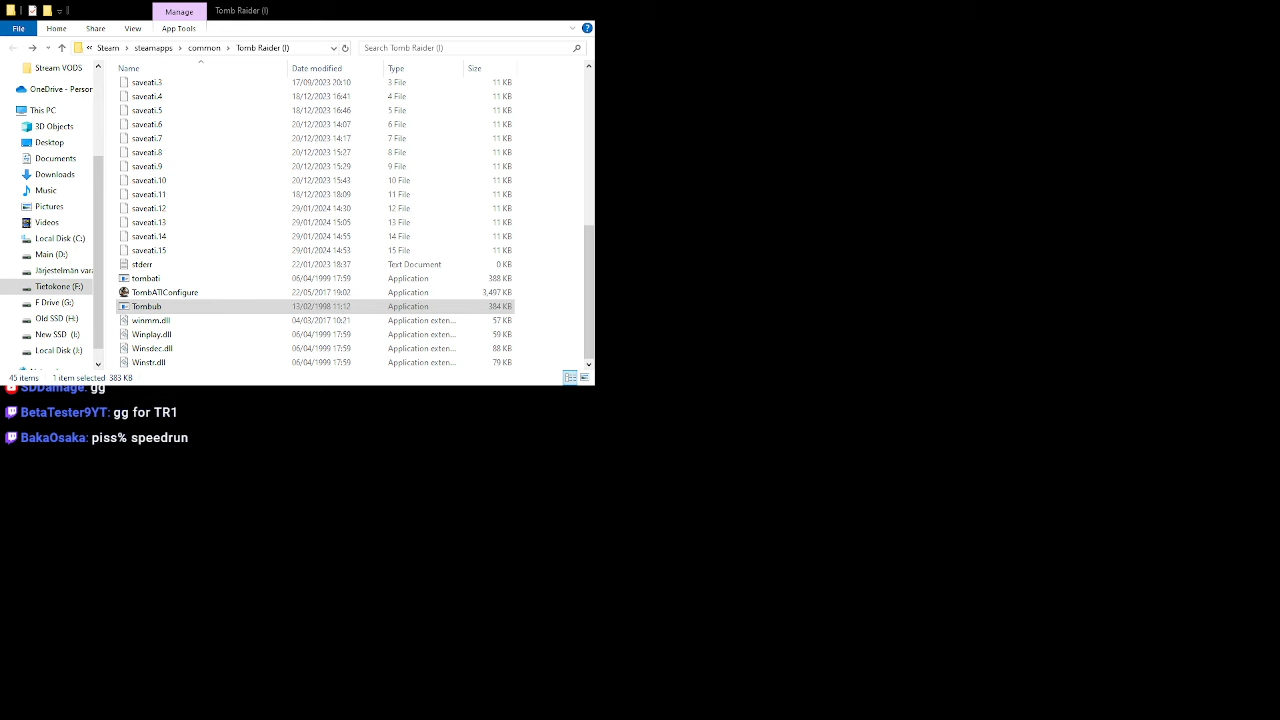 Manage Tomb Raider (I)
File Home Share View App Tools
« Steam › steamapps › common › Tomb Raider (I) Search Tomb Raider (I)
Stream VODS
OneDrive - Person
This PC
3D Objects
Desktop
Documents
Downloads
Music
Pictures
Videos
Local Disk (C:)
Main (D:)
Järjestelmän vara
Tietokone (E:)
F Drive (G:)
Old SSD (H:)
New SSD (I:)
Local Disk (J:)
Name Date modified Type Size
saveati.3 17/09/2023 20:10 3 File 11 KB
saveati.4 18/12/2023 16:41 4 File 11 KB
saveati.5 18/12/2023 16:46 5 File 11 KB
saveati.6 20/12/2023 14:07 6 File 11 KB
saveati.7 20/12/2023 14:17 7 File 11 KB
saveati.8 20/12/2023 15:27 8 File 11 KB
saveati.9 20/12/2023 15:29 9 File 11 KB
saveati.10 20/12/2023 15:43 10 File 11 KB
saveati.11 18/12/2023 18:09 11 File 11 KB
saveati.12 29/01/2024 14:30 12 File 11 KB
saveati.13 29/01/2024 15:05 13 File 11 KB
saveati.14 29/01/2024 14:55 14 File 11 KB
saveati.15 29/01/2024 14:53 15 File 11 KB
stderr 22/01/2023 18:37 Text Document 0 KB
tombati 06/04/1999 17:59 Application 388 KB
TombATIConfigure 22/05/2017 19:02 Application 3,497 KB
Tombub 13/02/1998 11:12 Application 384 KB
winmm.dll 04/03/2017 10:21 Application exten... 57 KB
Winplay.dll 06/04/1999 17:59 Application exten... 59 KB
Winsdec.dll 06/04/1999 17:59 Application exten... 88 KB
Winstr.dll 06/04/1999 17:59 Application exten... 79 KB
45 items 1 item selected 383 KB
SDDamage: gg
BetaTester9YT: gg for TR1
BakaOsaka: piss% speedrun